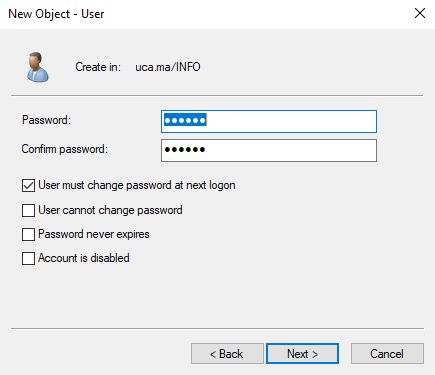 New Object - User
Create in: uca.ma/INFO
Password: ●●●●●●
Confirm password: ●●●●●●
User must change password at next logon
User cannot change password
Password never expires
Account is disabled
< Back Next > Cancel